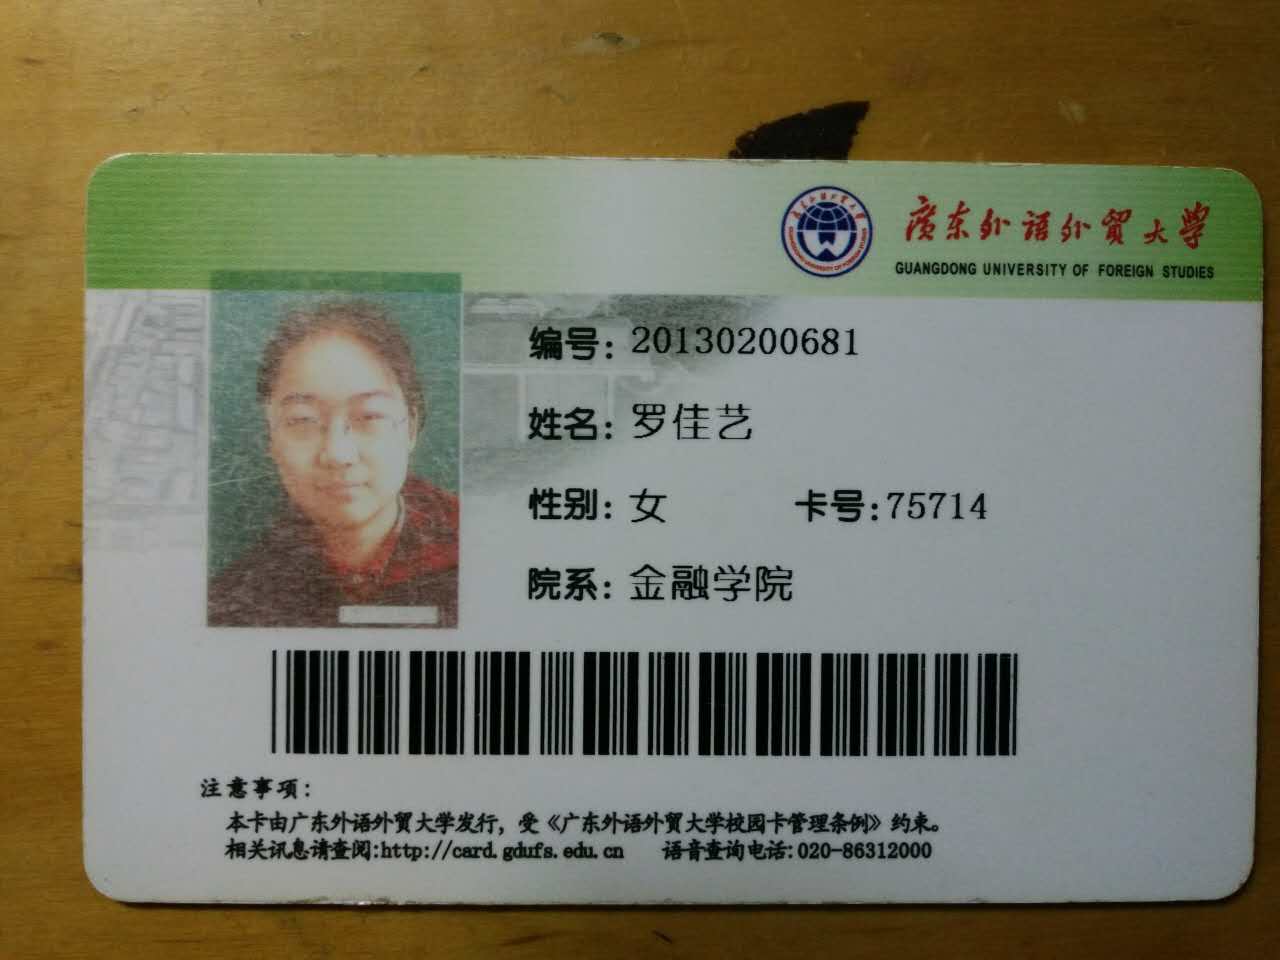 廣东外语外貿大学
GUANGDONG UNIVERSITY OF FOREIGN STUDIES
编号: 20130200681
姓名: 罗佳艺
性别: 女 卡号:75714
院系: 金融学院
注意事项:
本卡由广东外语外贸大学发行，受《广东外语外贸大学校园卡管理条例》约束。
相关讯息请查阅:http://card.gdufs.edu.cn 语音查询电话:020-86312000